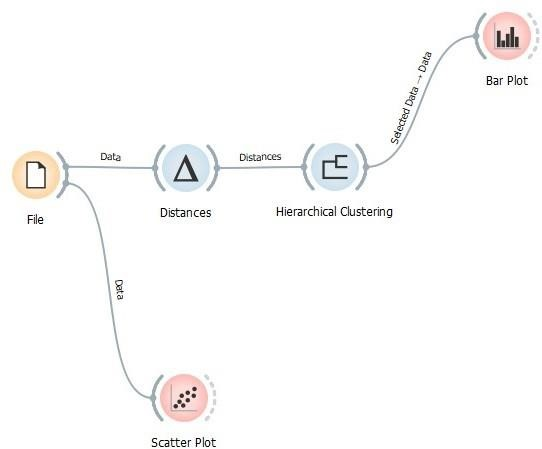 Bar Plot
Selected Data → Data
Data
Distances
File
Distances
Hierarchical Clustering
Data
Scatter Plot